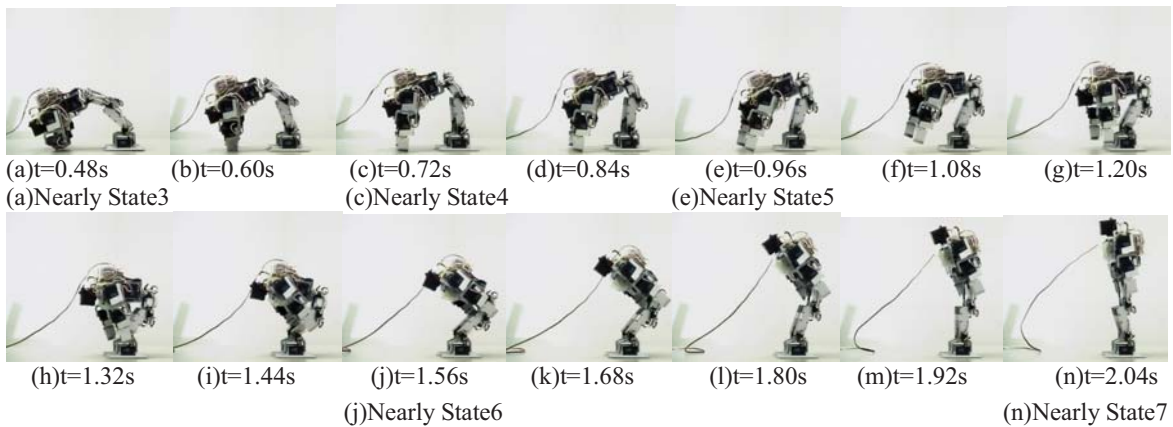 (a)t=0.48s (b)t=0.60s (c)t=0.72s (d)t=0.84s (e)t=0.96s (f)t=1.08s (g)t=1.20s
(a)Nearly State3 (c)Nearly State4 (e)Nearly State5
(h)t=1.32s (i)t=1.44s (j)t=1.56s (k)t=1.68s (l)t=1.80s (m)t=1.92s (n)t=2.04s
(j)Nearly State6 (n)Nearly State7